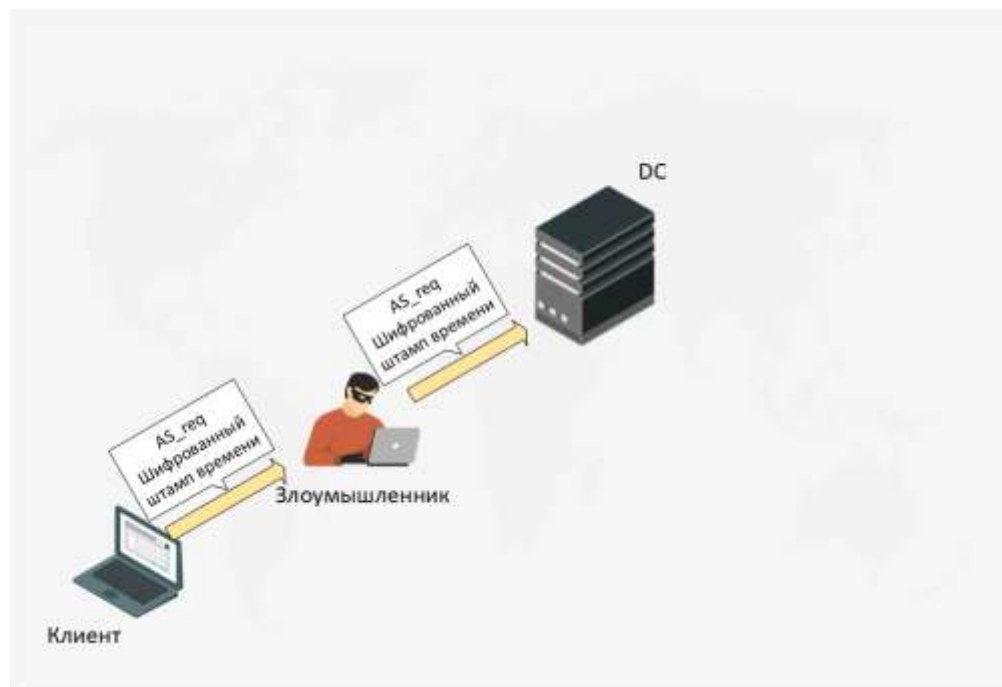 DC
AS_req
Шифрованный
штамп времени
AS_req
Шифрованный
штамп времени
Злоумышленник
Клиент